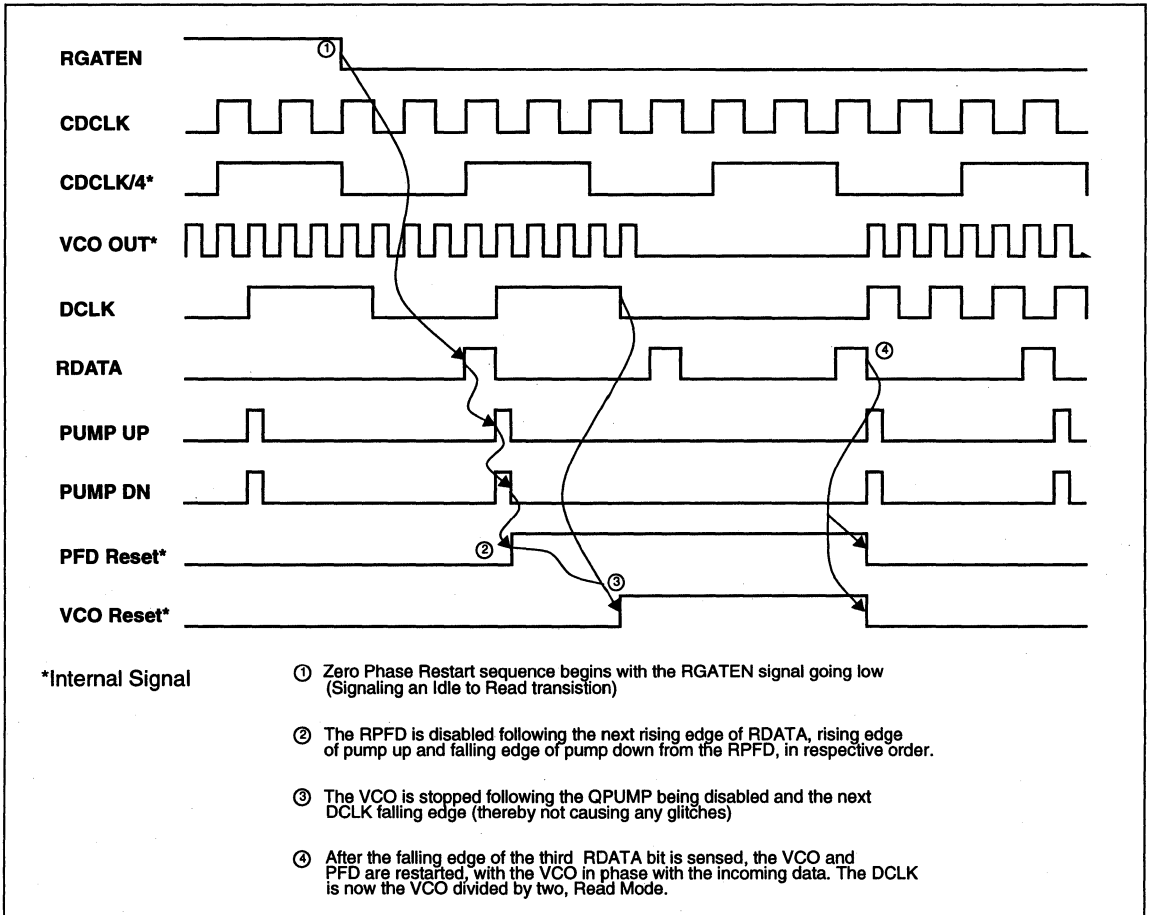 RGATEN
①
CDCLK
CDCLK/4*
VCO OUT*
DCLK
RDATA
④
PUMP UP
PUMP DN
PFD Reset*
②
③
VCO Reset*
*Internal Signal
① Zero Phase Restart sequence begins with the RGATEN signal going low
(Signaling an Idle to Read transistion)
② The RPFD is disabled following the next rising edge of RDATA, rising edge
of pump up and falling edge of pump down from the RPFD, in respective order.
③ The VCO is stopped following the QPUMP being disabled and the next
DCLK falling edge (thereby not causing any glitches)
④ After the falling edge of the third RDATA bit is sensed, the VCO and
PFD are restarted, with the VCO in phase with the incoming data. The DCLK
is now the VCO divided by two, Read Mode.